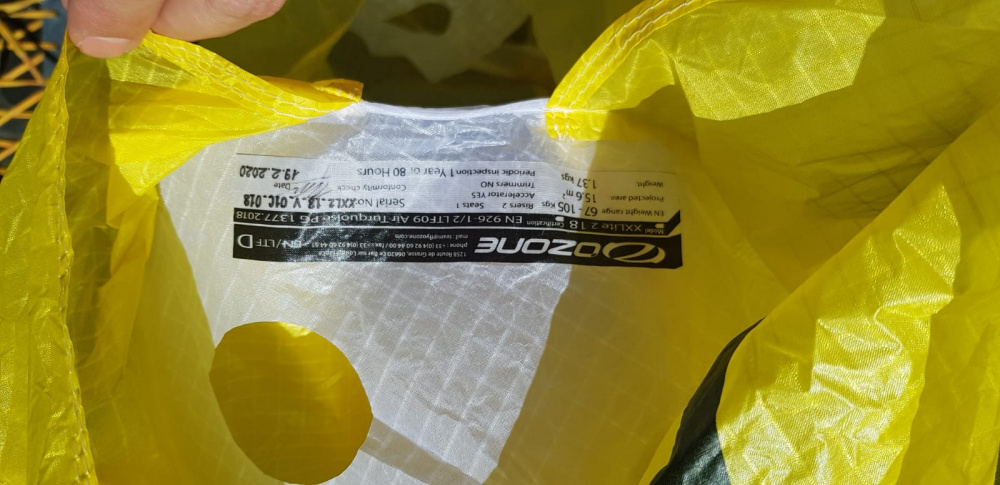 OZONE
1258 Route de Grasse, 06620 Le Bar sur Loup, France
mail team@flyozone.com
EN/LTF D
Model XXLite 2 18 Certification EN 926-1/2 LTF09 Air Turquoise PG 1377.2018
EN Weight range 67 - 105 Kgs Risers 2 Seats 1 Serial No XXL2.18.V.01C.018
Projected area 15.6 m² Accelerator YES
Weight 1.37 kgs Trimmers NO Conformity check Date 19.2.2020
Periodic inspection 1 Year or 80 Hours